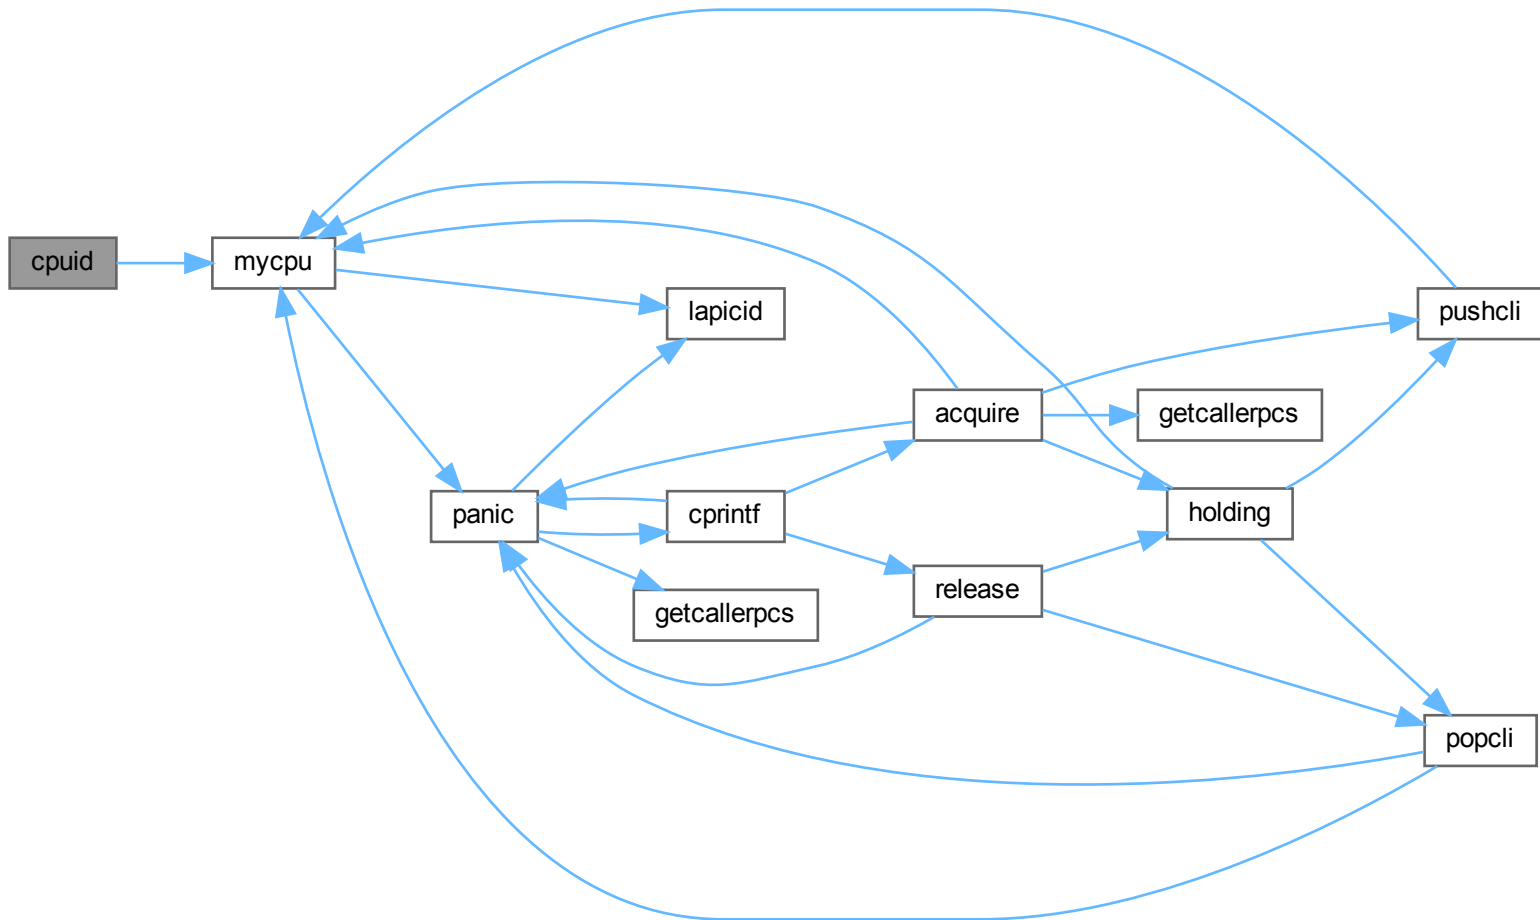 cpuid
mycpu
lapicid
pushcli
acquire
getcallerpcs
panic
cprintf
holding
release
getcallerpcs
popcli